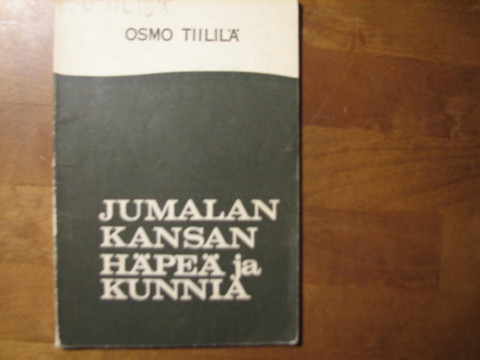 OSMO TIILILÄ
JUMALAN
KANSAN
HÄPEÄ ja
KUNNIA